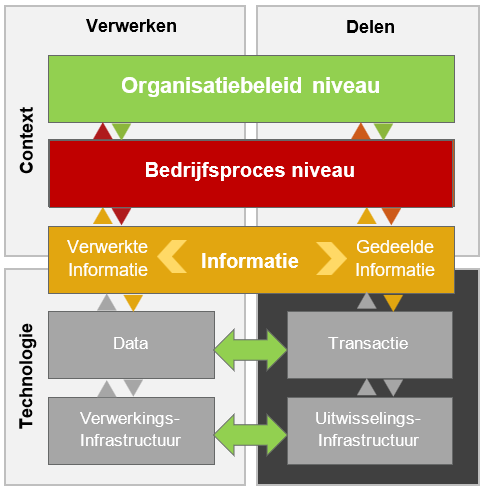 Verwerken
Delen
Context
Organisatiebeleid niveau
Bedrijfsproces niveau
Verwerkte
Informatie
Informatie
Gedeelde
Informatie
Technologie
Data
Transactie
Verwerkings-
Infrastructuur
Uitwisselings-
Infrastructuur